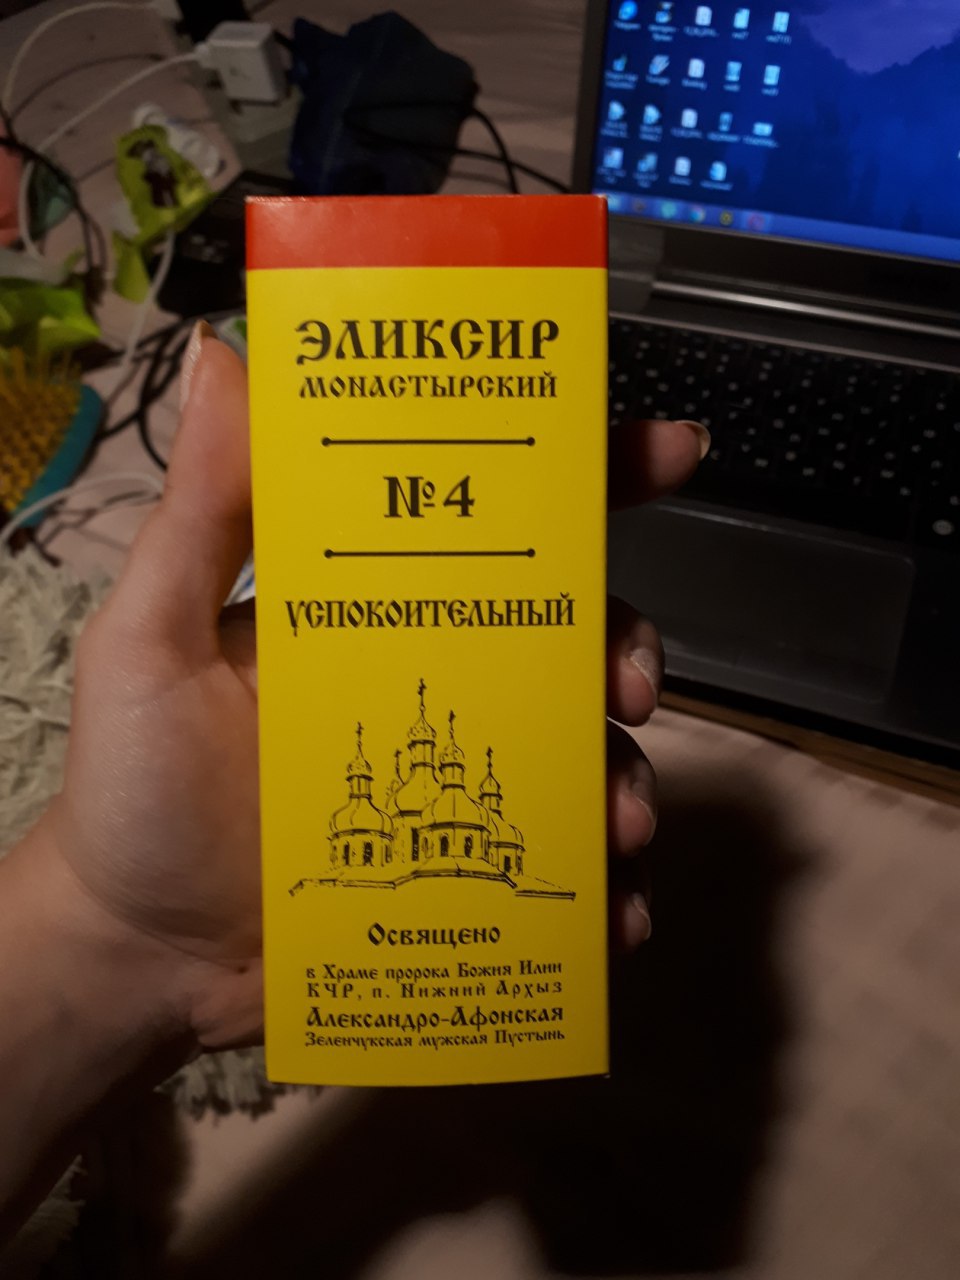 ЭЛИКСИР
МОНАСТЫРСКИЙ
№4
УСПОКОИТЕЛЬНЫЙ
Освящено
в Храме пророка Божия Илии
КЧР, п. Нижний Архыз
Александро-Афонская
Зеленчукская мужская Пустынь